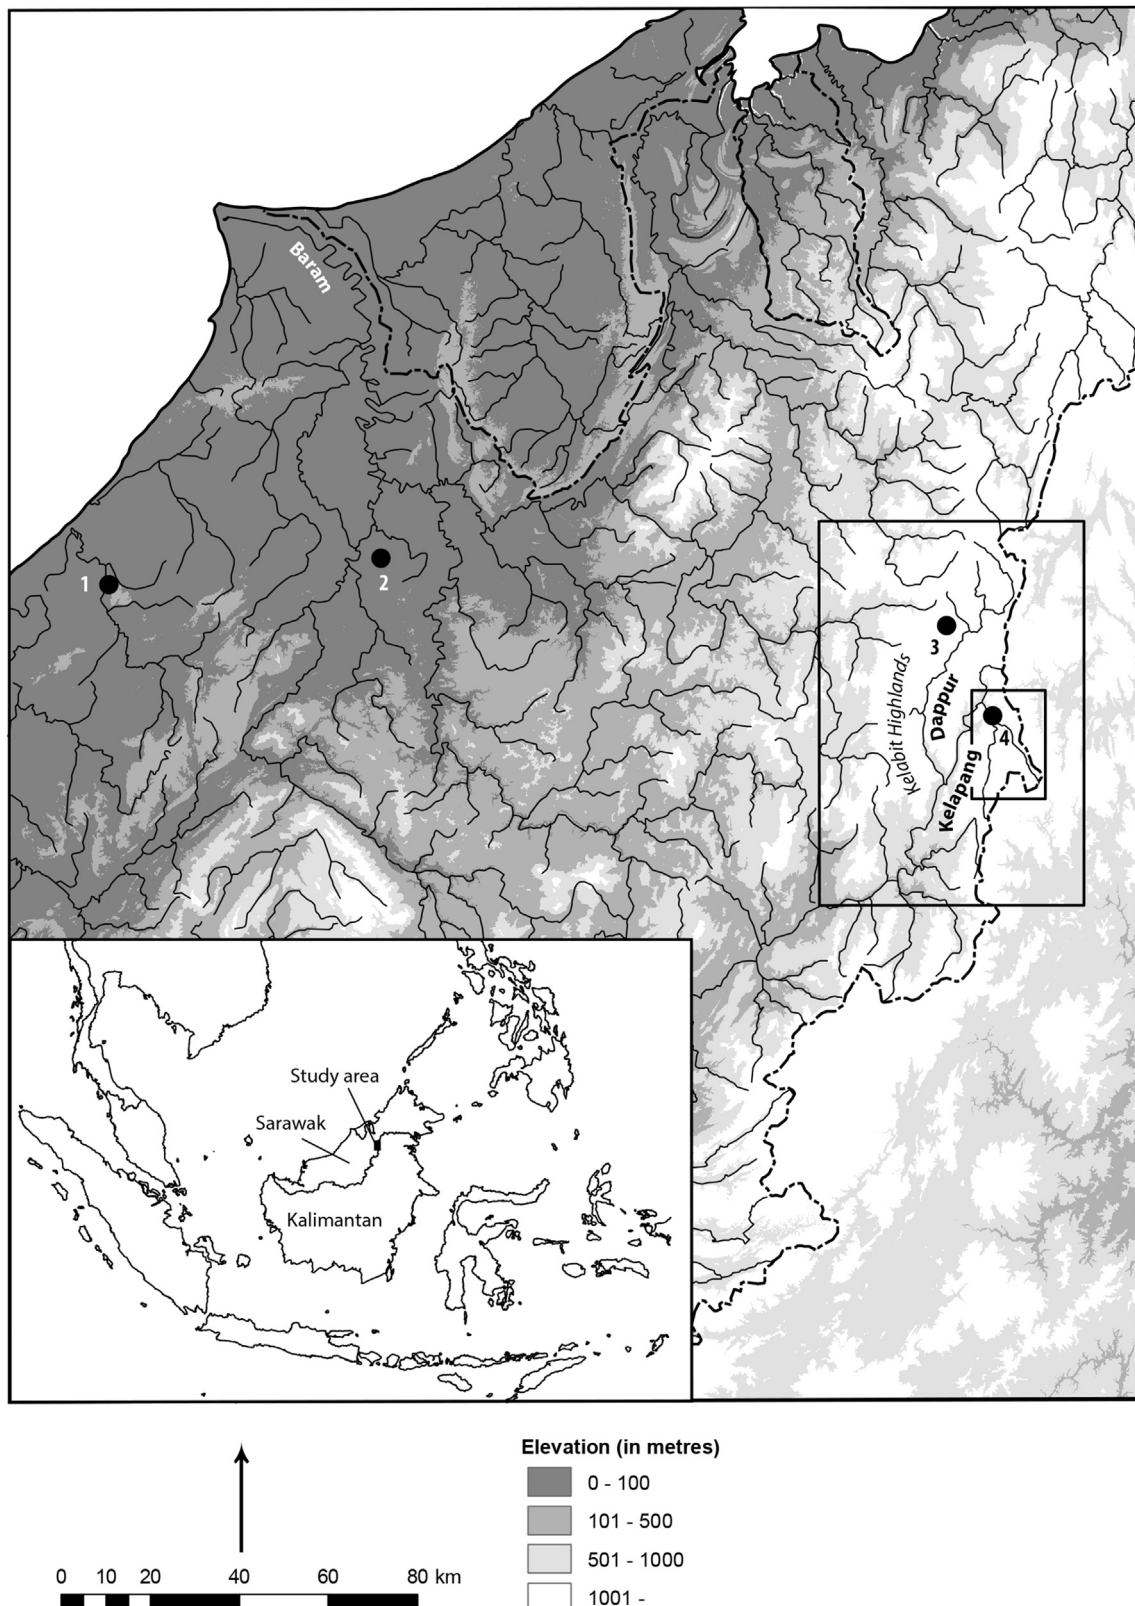 Baram
1
2
3
Kelabit Highlands
Dappur
4
Kelapang
Study area
Sarawak
Kalimantan
Elevation (in metres)
0 - 100
101 - 500
501 - 1000
1001 -
0 10 20 40 60 80 km